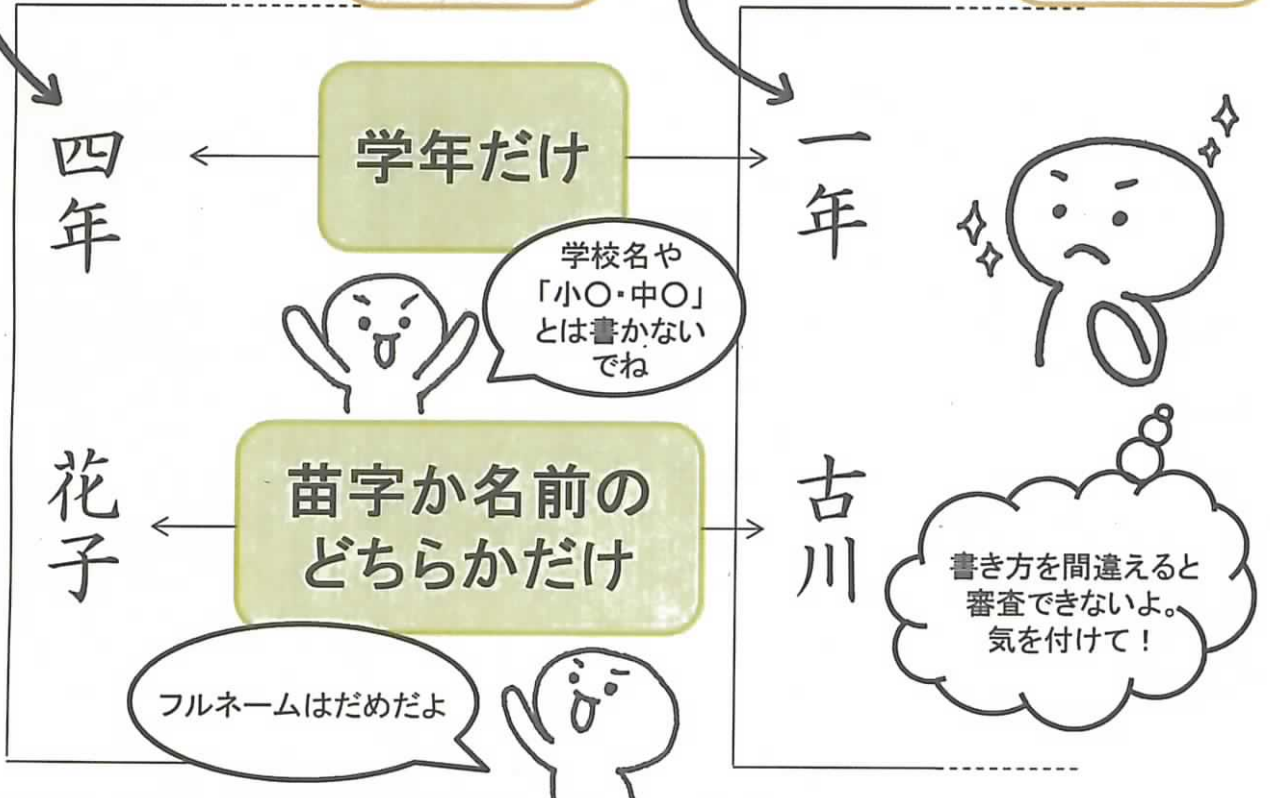 四年
学年だけ
一年
学校名や
「小〇・中〇」
とは書かない
でね
花子
苗字か名前の
どちらかだけ
古川
書き方を間違えると
審査できないよ。
気を付けて！
フルネームはだめだよ